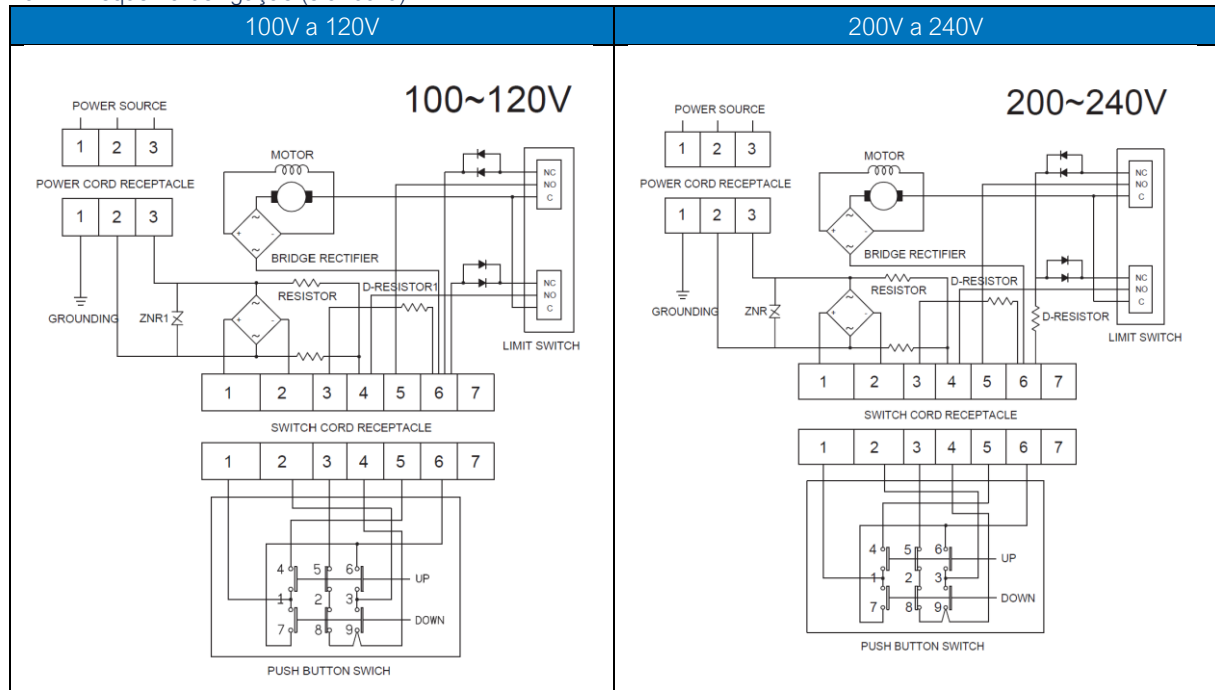 100V a 120V
100~120V
POWER SOURCE
1 2 3
POWER CORD RECEPTACLE
1 2 3
MOTOR
NC
NO
C
BRIDGE RECTIFIER
RESISTOR
D-RESISTOR1
NC
NO
C
GROUNDING
ZNR1
LIMIT SWITCH
1 2 3 4 5 6 7
SWITCH CORD RECEPTACLE
1 2 3 4 5 6 7
4 5 6
UP
1 2 3
DOWN
7 8 9
PUSH BUTTON SWICH
200V a 240V
200~240V
POWER SOURCE
1 2 3
POWER CORD RECEPTACLE
1 2 3
MOTOR
NC
NO
C
BRIDGE RECTIFIER
RESISTOR
D-RESISTOR
NC
NO
C
GROUNDING
ZNR
D-RESISTOR
LIMIT SWITCH
1 2 3 4 5 6 7
SWITCH CORD RECEPTACLE
1 2 3 4 5 6 7
4 5 6
UP
1 2 3
DOWN
7 8 9
PUSH BUTTON SWITCH